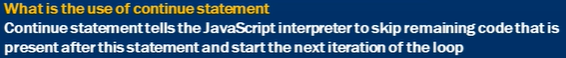 What is the use of continue statement
Continue statement tells the JavaScript interpreter to skip remaining code that is
present after this statement and start the next iteration of the loop